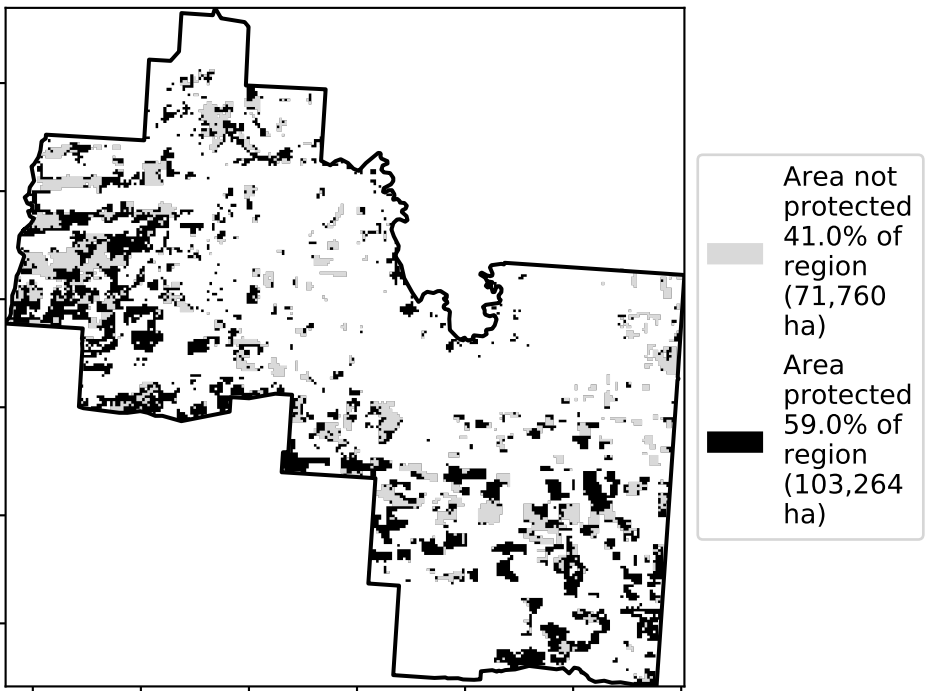 Area not
protected
41.0% of
region
(71,760
ha)
Area
protected
59.0% of
region
(103,264
ha)